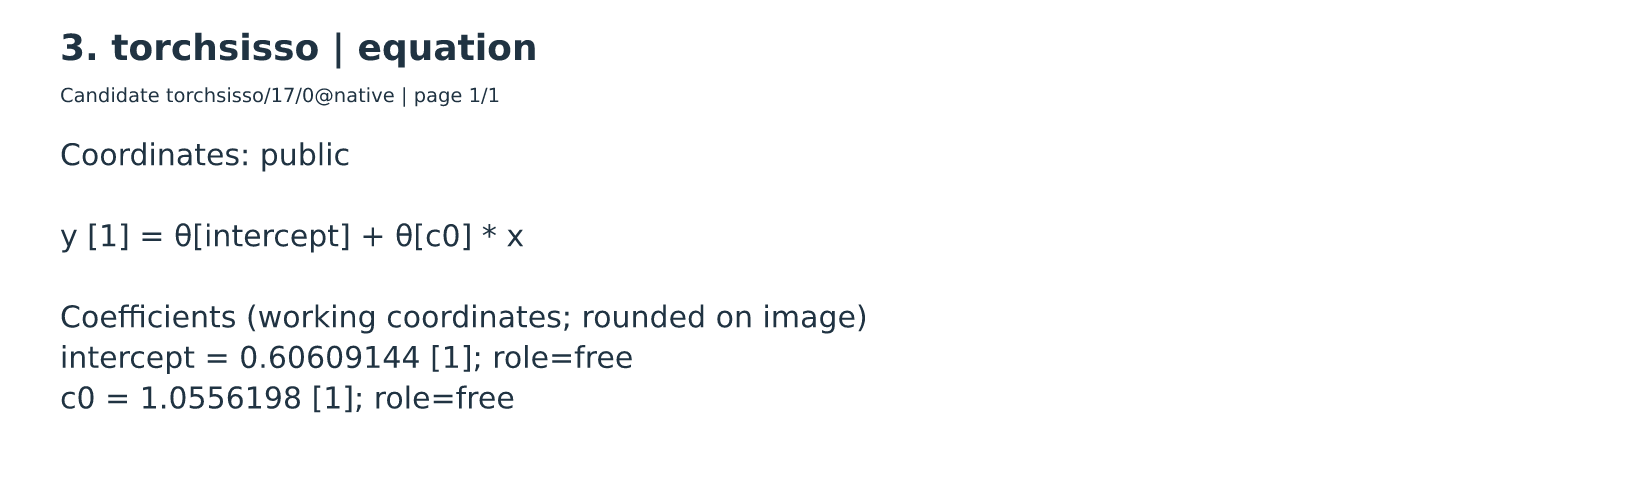 3. torchsisso | equation
Candidate torchsisso/17/0@native | page 1/1
Coordinates: public
y [1] = θ[intercept] + θ[c0] * x
Coefficients (working coordinates; rounded on image)
intercept = 0.60609144 [1]; role=free
c0 = 1.0556198 [1]; role=free